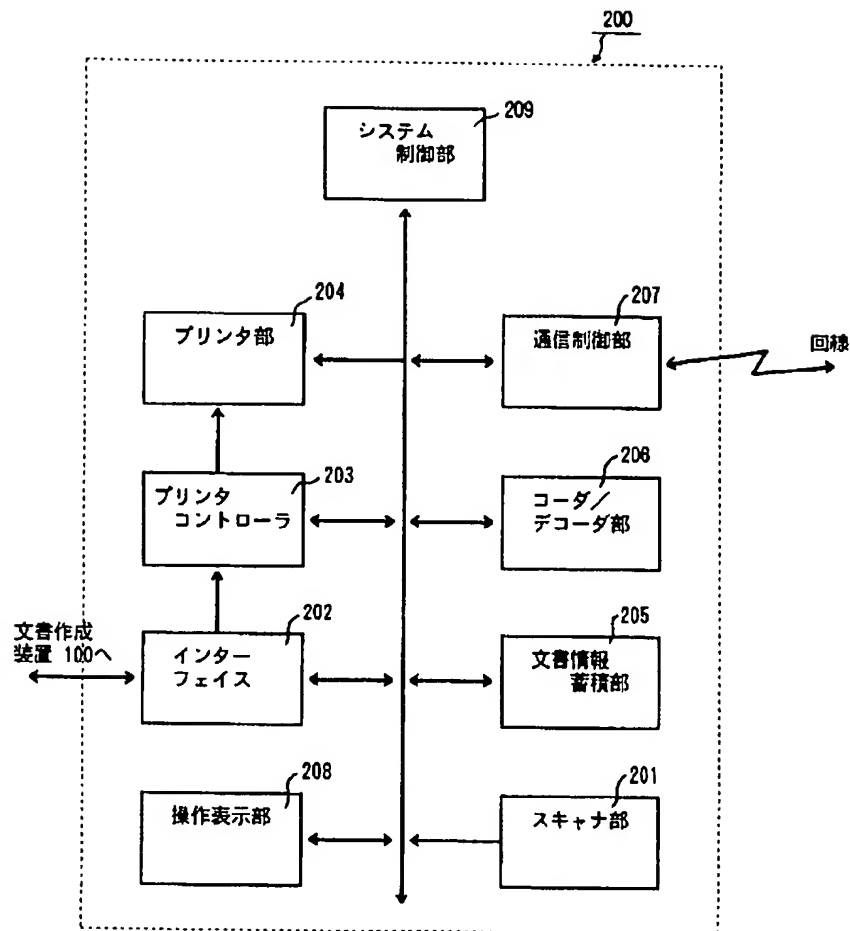 200
209
システム
制御部
204
プリンタ部
207
通信制御部
回線
203
プリンタ
コントローラ
206
コーダ/
デコーダ部
文書作成
装置 100へ
202
インター
フェイス
205
文書情報
蓄積部
208
操作表示部
201
スキャナ部